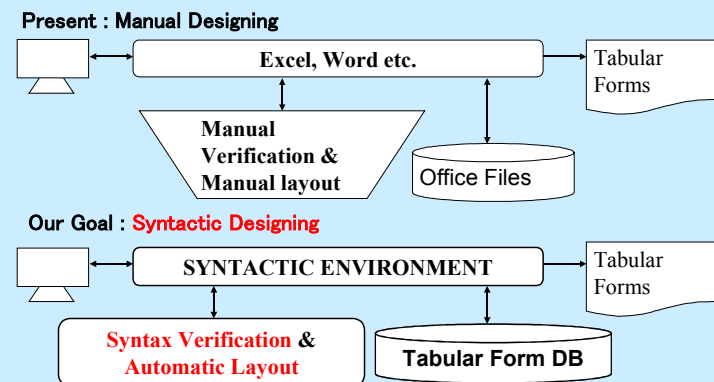 Present : Manual Designing
Excel, Word etc.
Tabular
Forms
Manual
Verification &
Manual layout
Office Files
Our Goal : Syntactic Designing
SYNTACTIC ENVIRONMENT
Tabular
Forms
Syntax Verification &
Automatic Layout
Tabular Form DB